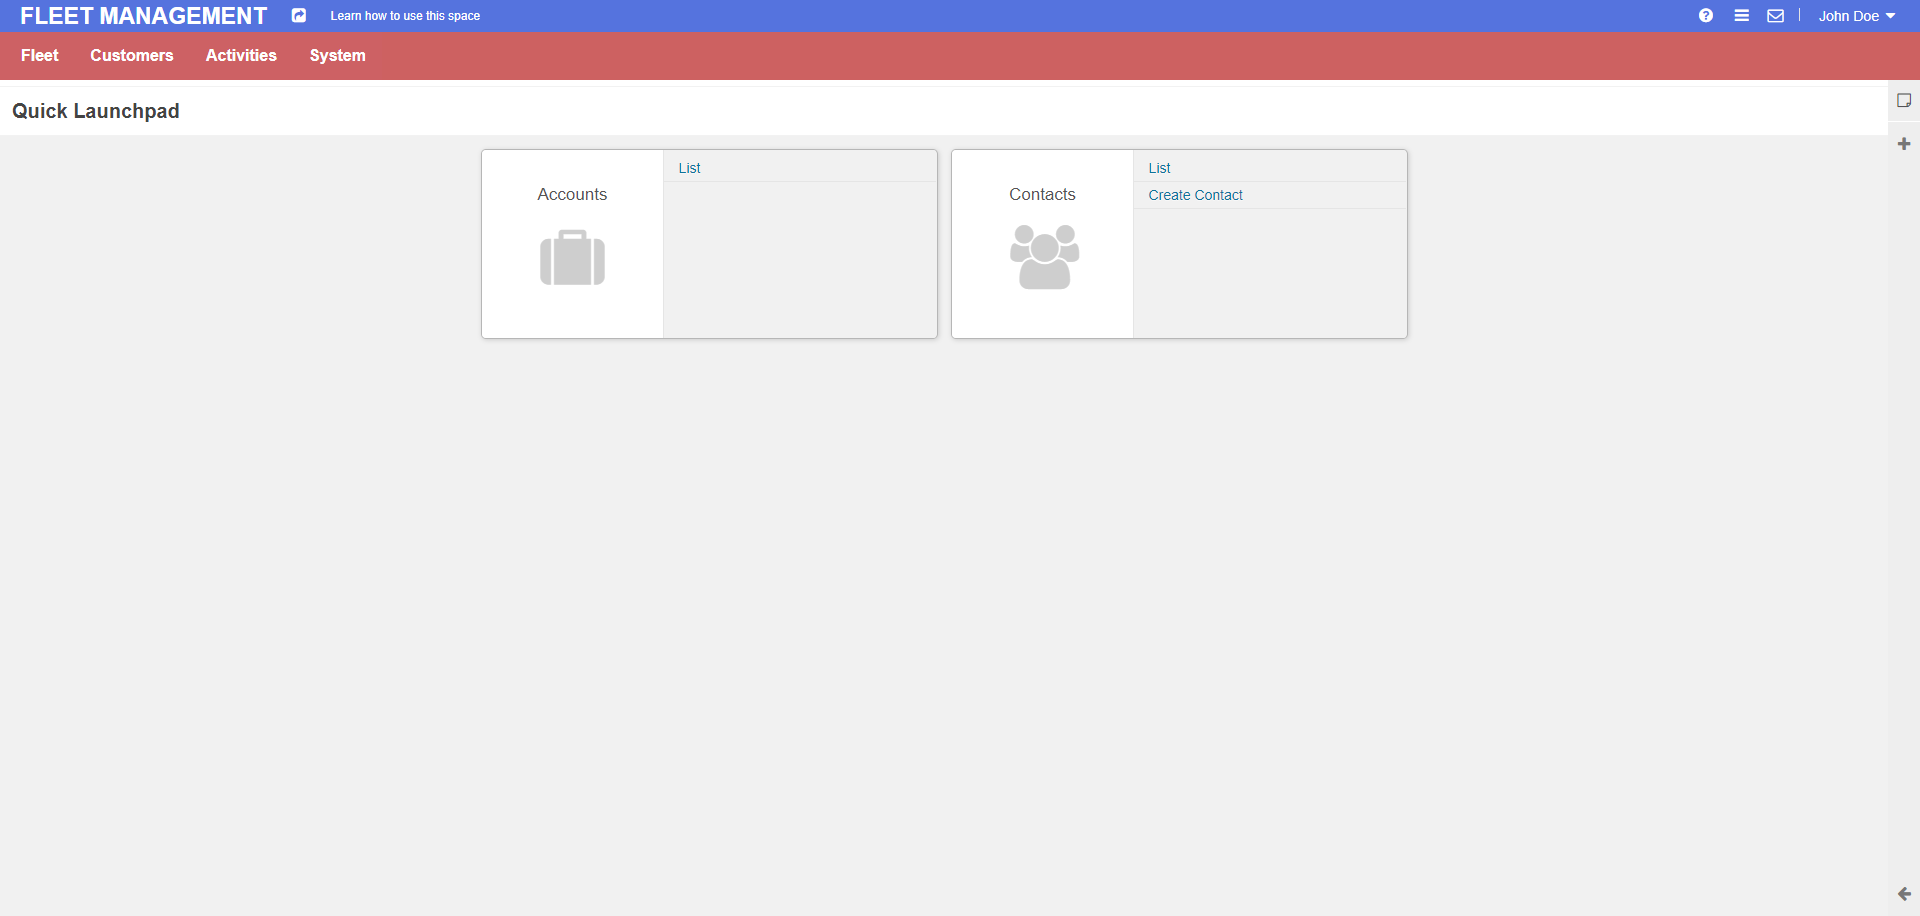 FLEET MANAGEMENT Learn how to use this space John Doe
Fleet Customers Activities System
Quick Launchpad
Accounts
List
Contacts
List
Create Contact